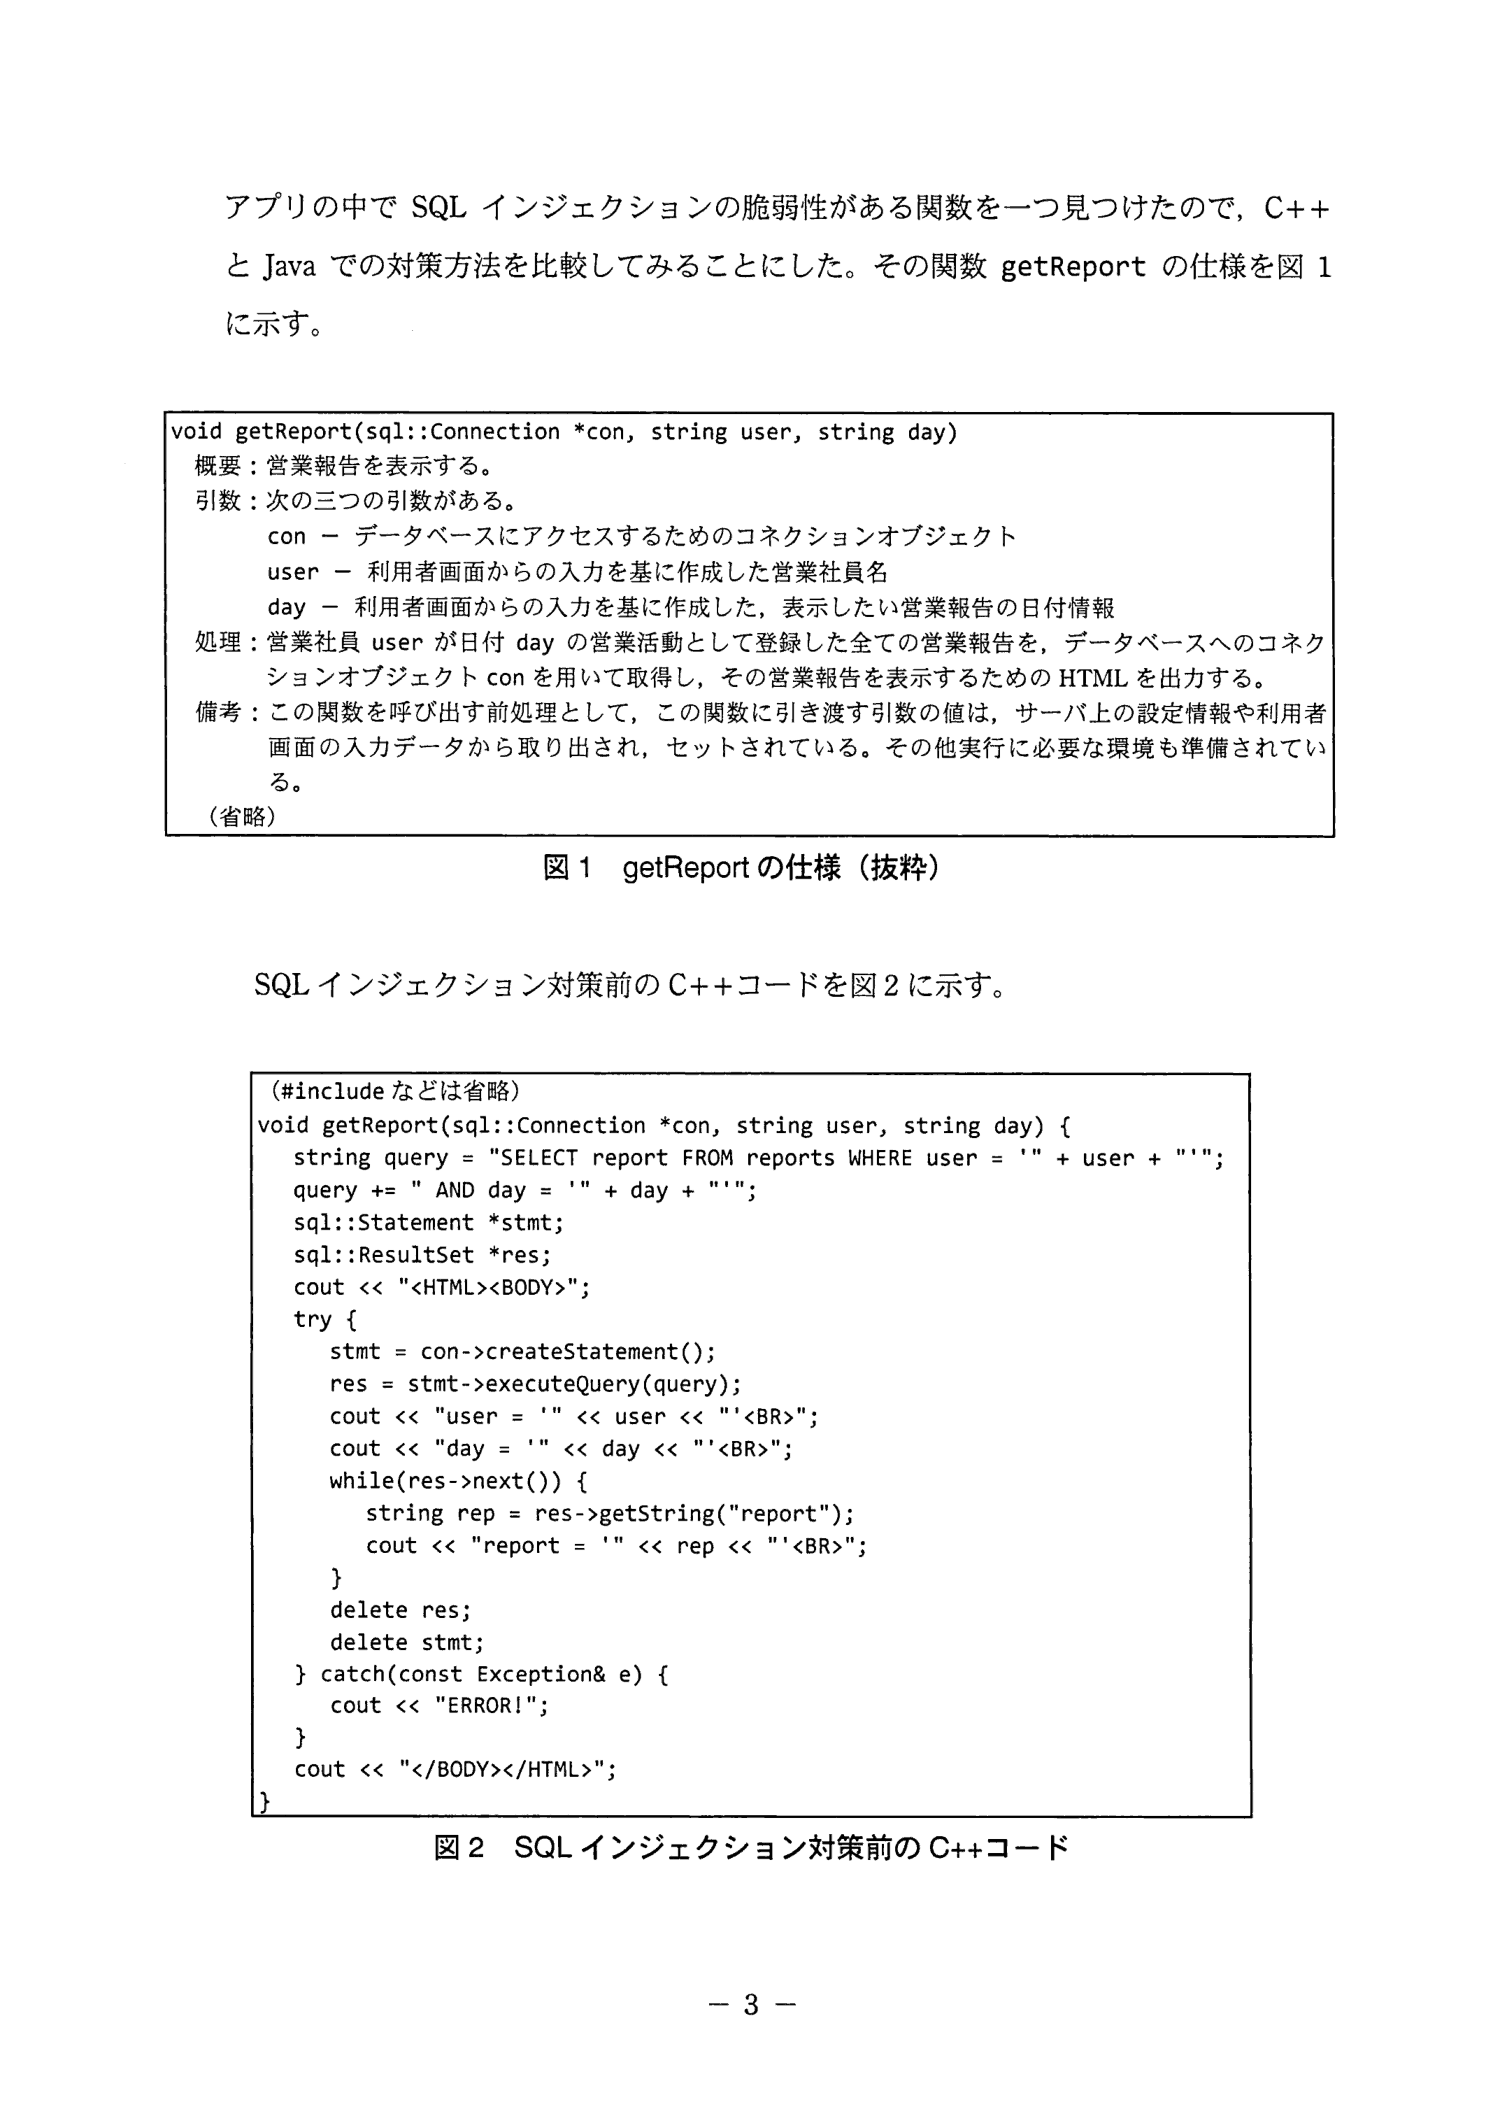 アプリの中で SQL インジェクションの脆弱性がある関数を一つ見つけたので，C++
と Java での対策方法を比較してみることにした。その関数 getReport の仕様を図 1
に示す。
void getReport(sql::Connection *con, string user, string day)
概要：営業報告を表示する。
引数：次の三つの引数がある。
con － データベースにアクセスするためのコネクションオブジェクト
user － 利用者画面からの入力を基に作成した営業社員名
day － 利用者画面からの入力を基に作成した，表示したい営業報告の日付情報
処理：営業社員 user が日付 day の営業活動として登録した全ての営業報告を，データベースへのコネク
ションオブジェクト con を用いて取得し，その営業報告を表示するための HTML を出力する。
備考：この関数を呼び出す前処理として，この関数に引き渡す引数の値は，サーバ上の設定情報や利用者
画面の入力データから取り出され，セットされている。その他実行に必要な環境も準備されてい
る。
（省略）
図 1　getReport の仕様（抜粋）
SQL インジェクション対策前の C++コードを図 2 に示す。
（#include などは省略）
void getReport(sql::Connection *con, string user, string day) {
   string query = "SELECT report FROM reports WHERE user = '" + user + "'";
   query += " AND day = '" + day + "'";
   sql::Statement *stmt;
   sql::ResultSet *res;
   cout << "<HTML><BODY>";
   try {
      stmt = con->createStatement();
      res = stmt->executeQuery(query);
      cout << "user = '" << user << "'<BR>";
      cout << "day = '" << day << "'<BR>";
      while(res->next()) {
         string rep = res->getString("report");
         cout << "report = '" << rep << "'<BR>";
      }
      delete res;
      delete stmt;
   } catch(const Exception& e) {
      cout << "ERROR!";
   }
   cout << "</BODY></HTML>";
}
図 2　SQL インジェクション対策前の C++コード
－ 3 －